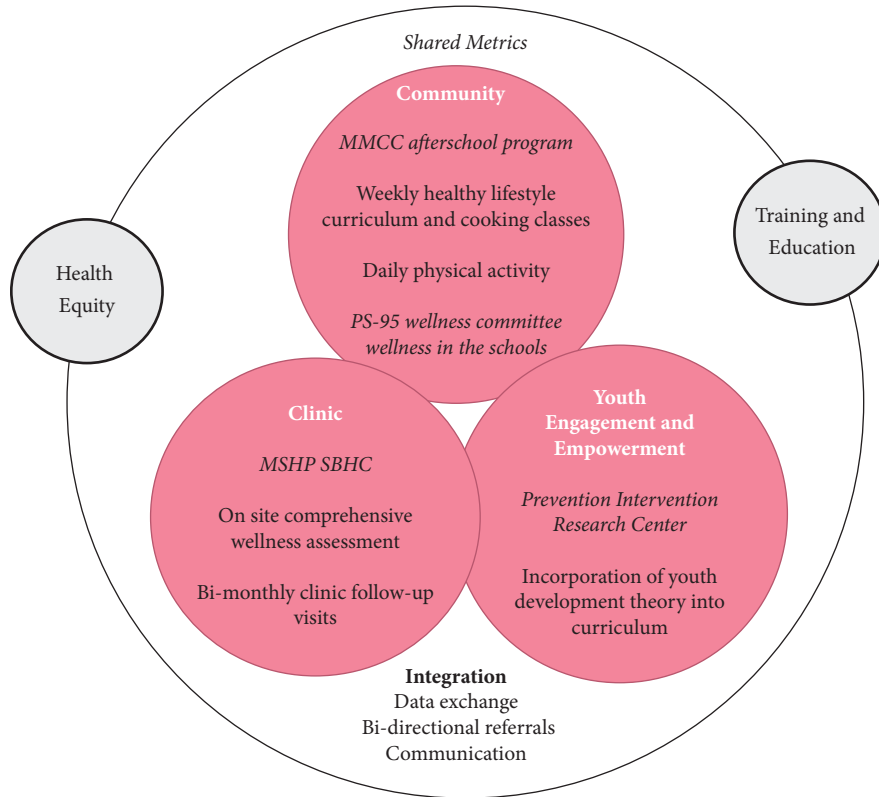 Shared Metrics
Community
MMCC afterschool program
Weekly healthy lifestyle
curriculum and cooking classes
Daily physical activity
PS-95 wellness committee
wellness in the schools
Health
Equity
Training and
Education
Clinic
MSHP SBHC
On site comprehensive
wellness assessment
Bi-monthly clinic follow-up
visits
Youth
Engagement and
Empowerment
Prevention Intervention
Research Center
Incorporation of youth
development theory into
curriculum
Integration
Data exchange
Bi-directional referrals
Communication